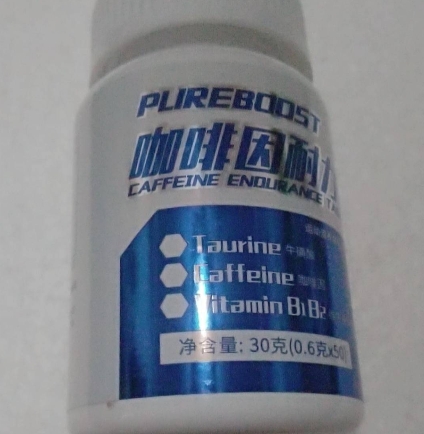 PUREBOOST
咖啡因耐力
CAFFEINE ENDURANCE TA
Taurine 牛磺酸
Caffeine 咖啡因
Vitamin B1 B2
净含量: 30克(0.6克x50)